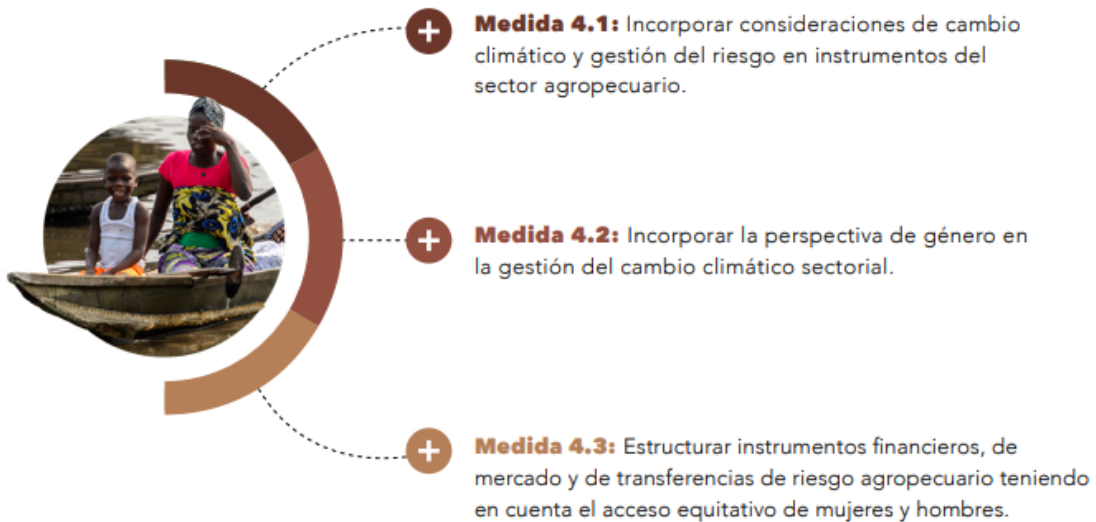 Medida 4.1: Incorporar consideraciones de cambio
climático y gestión del riesgo en instrumentos del
sector agropecuario.
Medida 4.2: Incorporar la perspectiva de género en
la gestión del cambio climático sectorial.
Medida 4.3: Estructurar instrumentos financieros, de
mercado y de transferencias de riesgo agropecuario teniendo
en cuenta el acceso equitativo de mujeres y hombres.